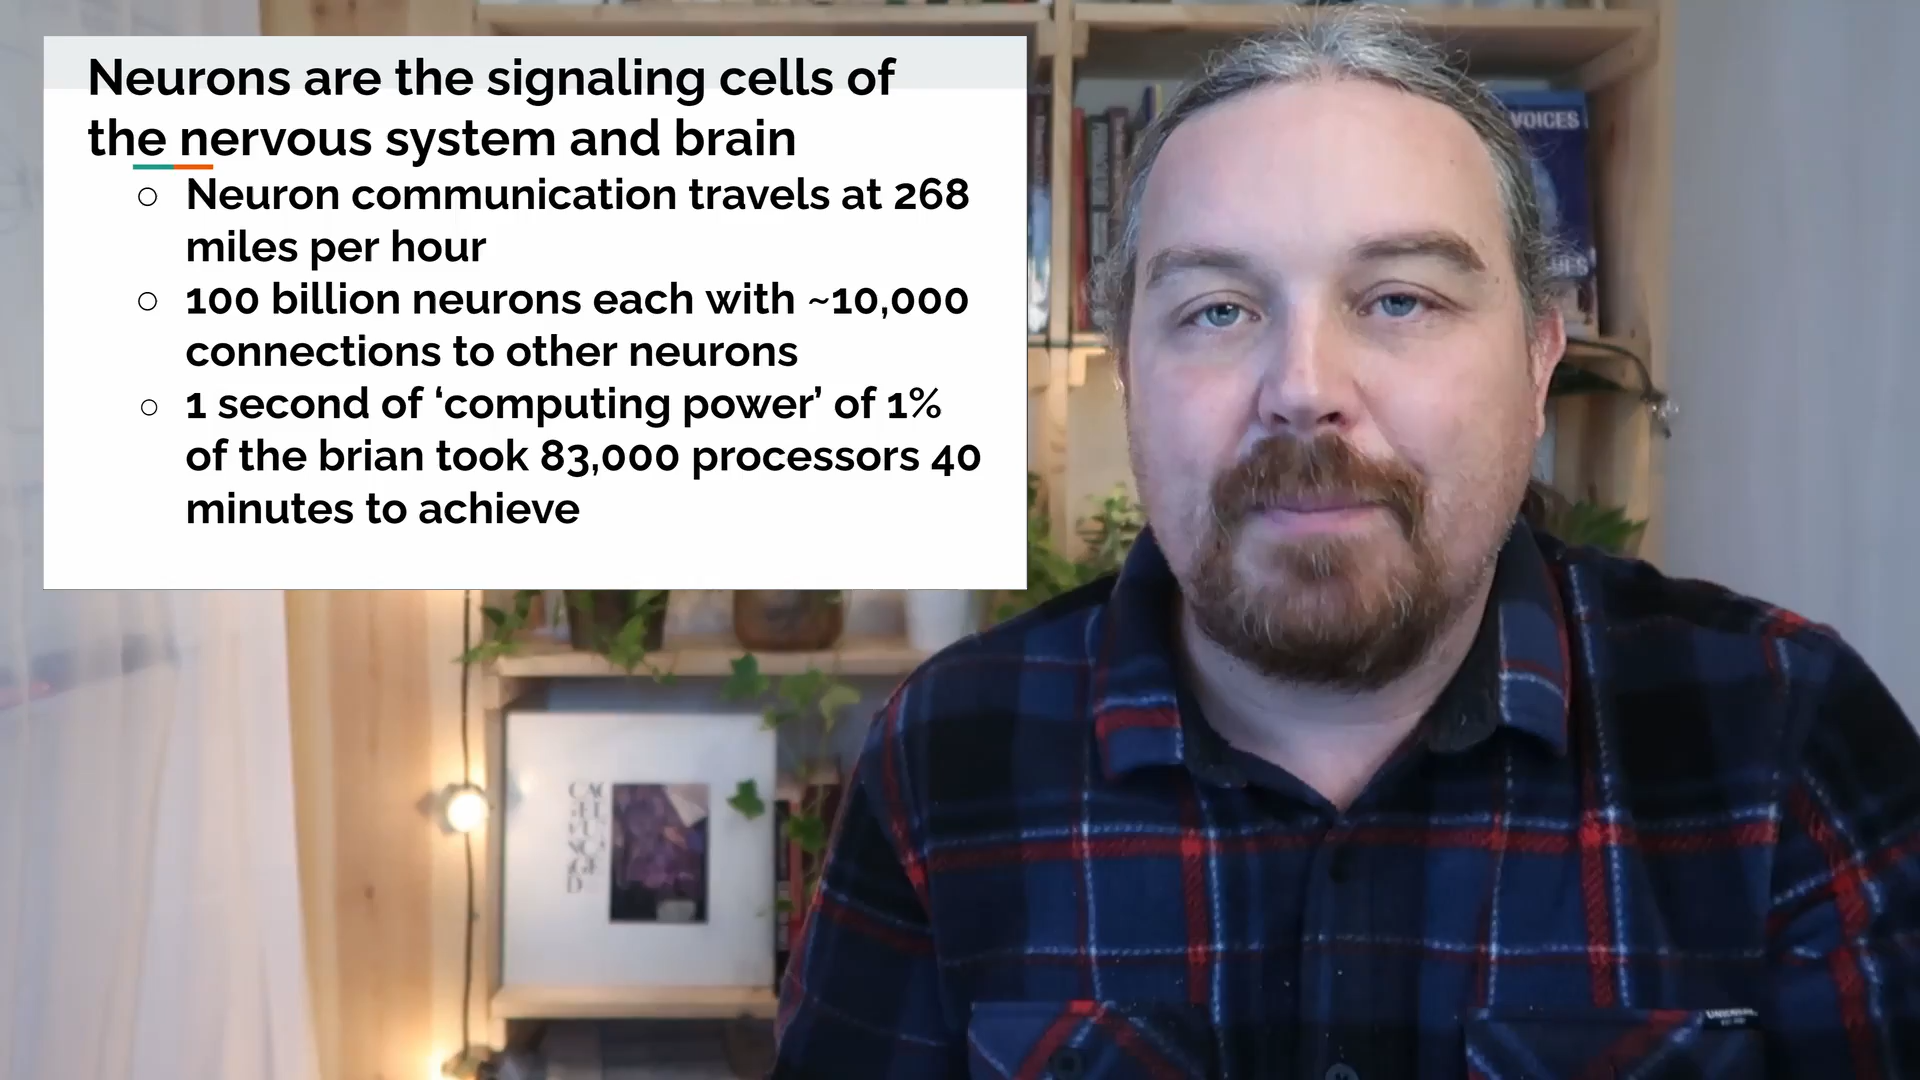 Neurons are the signaling cells of
the nervous system and brain
○ Neuron communication travels at 268
miles per hour
○ 100 billion neurons each with ~10,000
connections to other neurons
○ 1 second of ‘computing power’ of 1%
of the brian took 83,000 processors 40
minutes to achieve
VOICES